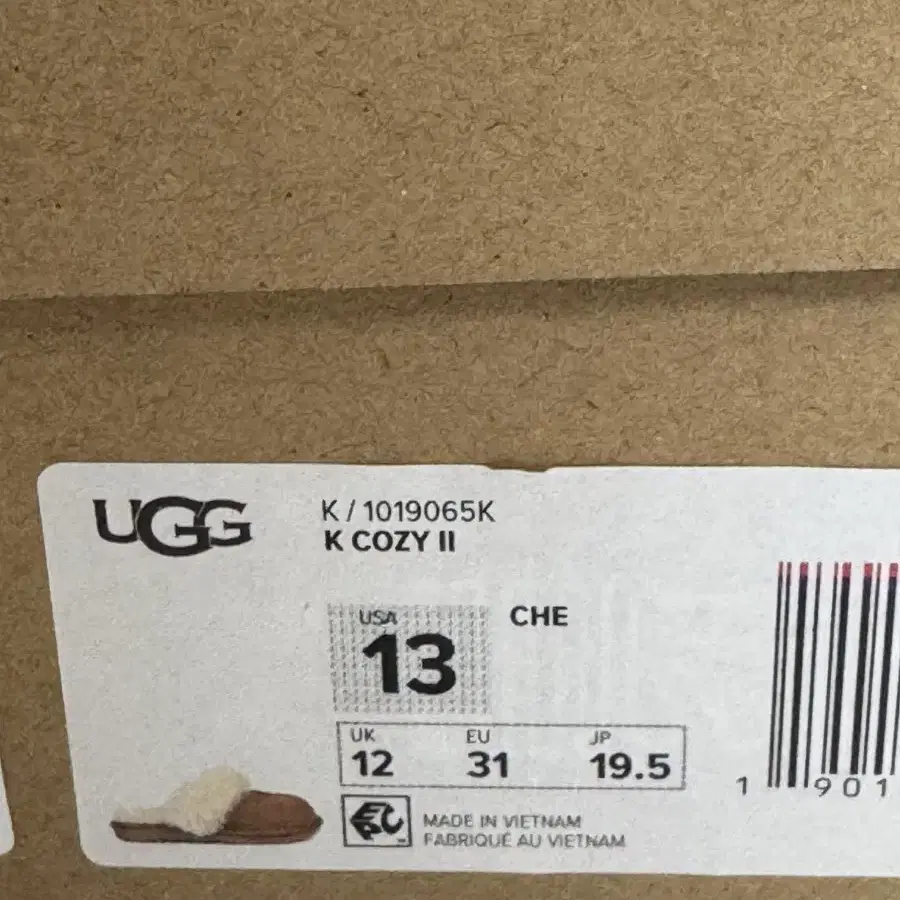 UGG
K / 1019065K
K COZY II
USA
13
CHE
UK EU JP
12 31 19.5
MADE IN VIETNAM
FABRIQUÉ AU VIETNAM
1 901